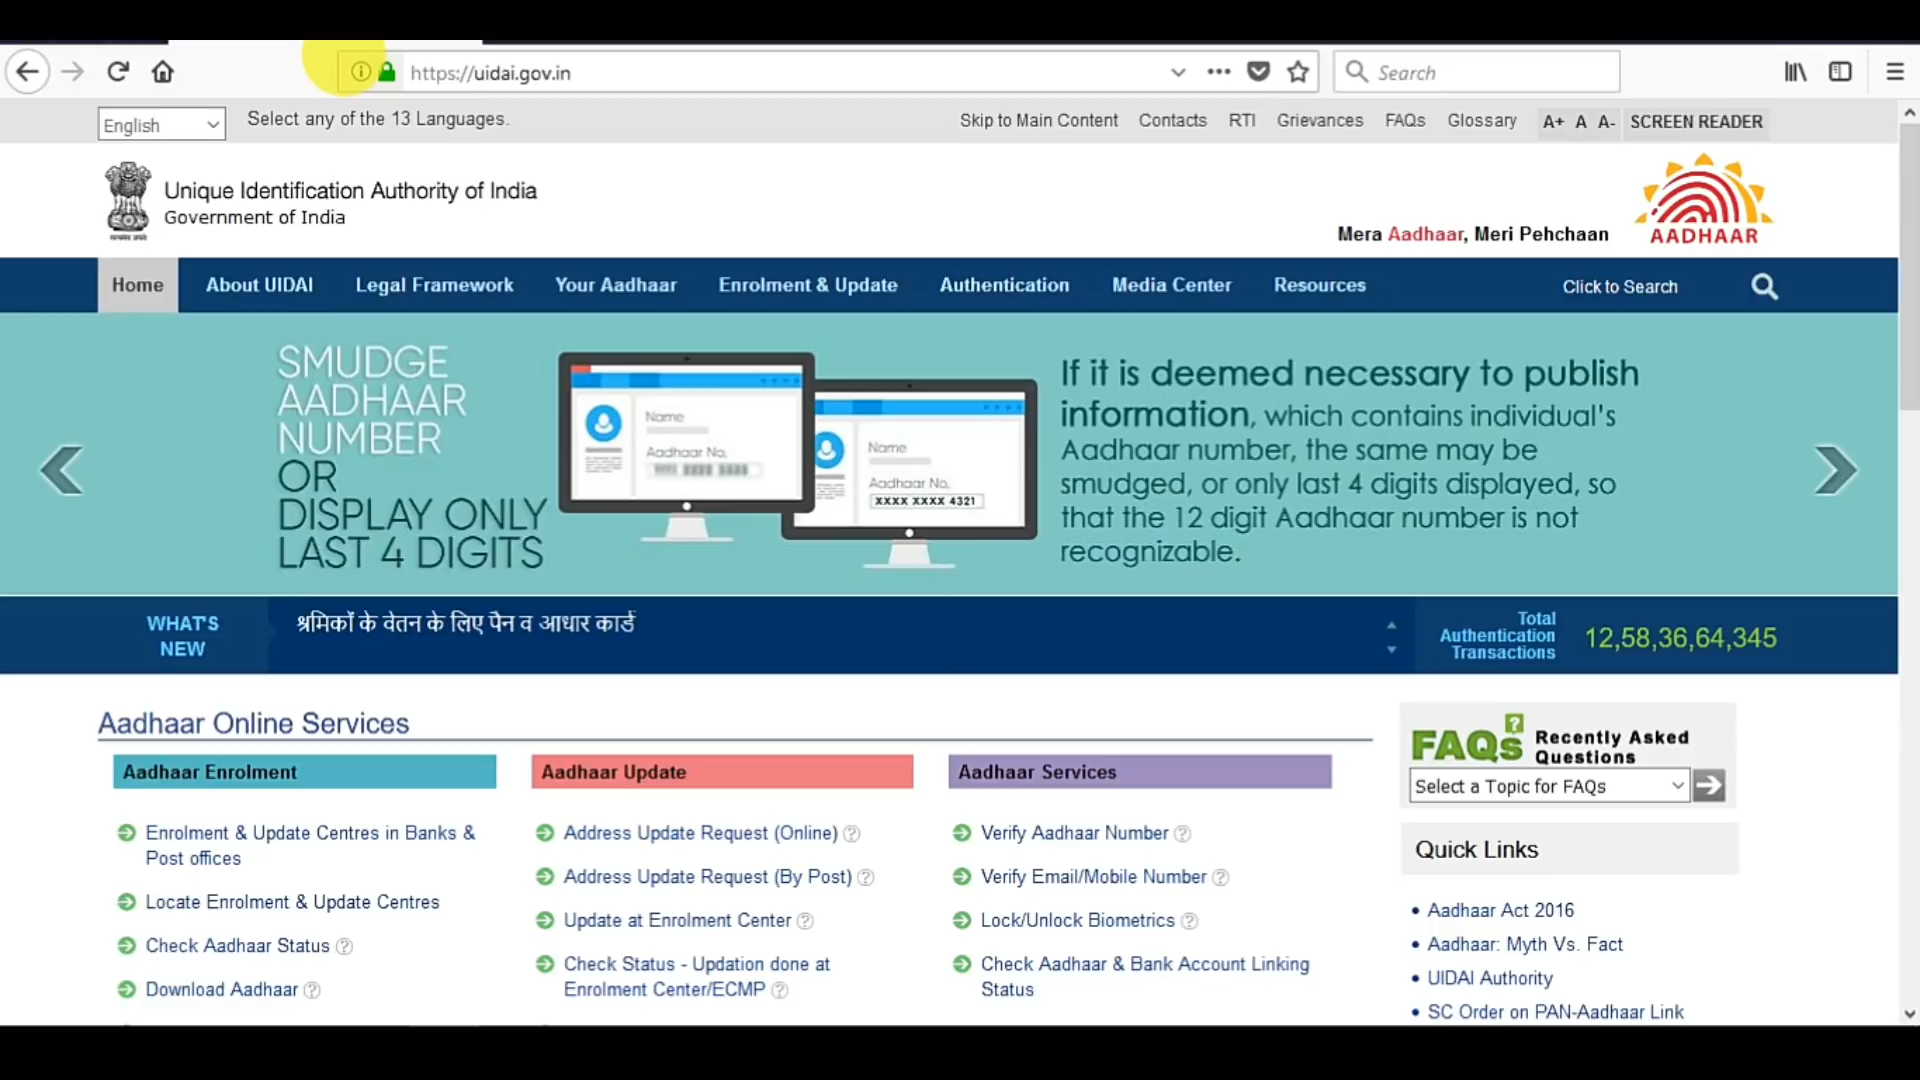 https://uidai.gov.in
Search
English
Select any of the 13 Languages.
Skip to Main Content Contacts RTI Grievances FAQs Glossary A+ A A- SCREEN READER
Unique Identification Authority of India
Government of India
Mera Aadhaar, Meri Pehchaan
AADHAAR
Home About UIDAI Legal Framework Your Aadhaar Enrolment & Update Authentication Media Center Resources Click to Search
SMUDGE
AADHAAR
NUMBER
OR
DISPLAY ONLY
LAST 4 DIGITS
Name
Aadhaar No.
Name
Aadhaar No.
XXXX XXXX 4321
If it is deemed necessary to publish
information, which contains individual's
Aadhaar number, the same may be
smudged, or only last 4 digits displayed, so
that the 12 digit Aadhaar number is not
recognizable.
WHAT'S
NEW
श्रमिकों के वेतन के लिए पैन व आधार कार्ड
Total
Authentication
Transactions
12,58,36,64,345
Aadhaar Online Services
Aadhaar Enrolment
Enrolment & Update Centres in Banks &
Post offices
Locate Enrolment & Update Centres
Check Aadhaar Status
Download Aadhaar
Aadhaar Update
Address Update Request (Online)
Address Update Request (By Post)
Update at Enrolment Center
Check Status - Updation done at
Enrolment Center/ECMP
Aadhaar Services
Verify Aadhaar Number
Verify Email/Mobile Number
Lock/Unlock Biometrics
Check Aadhaar & Bank Account Linking
Status
FAQs Recently Asked
Questions
Select a Topic for FAQs
Quick Links
Aadhaar Act 2016
Aadhaar: Myth Vs. Fact
UIDAI Authority
SC Order on PAN-Aadhaar Link